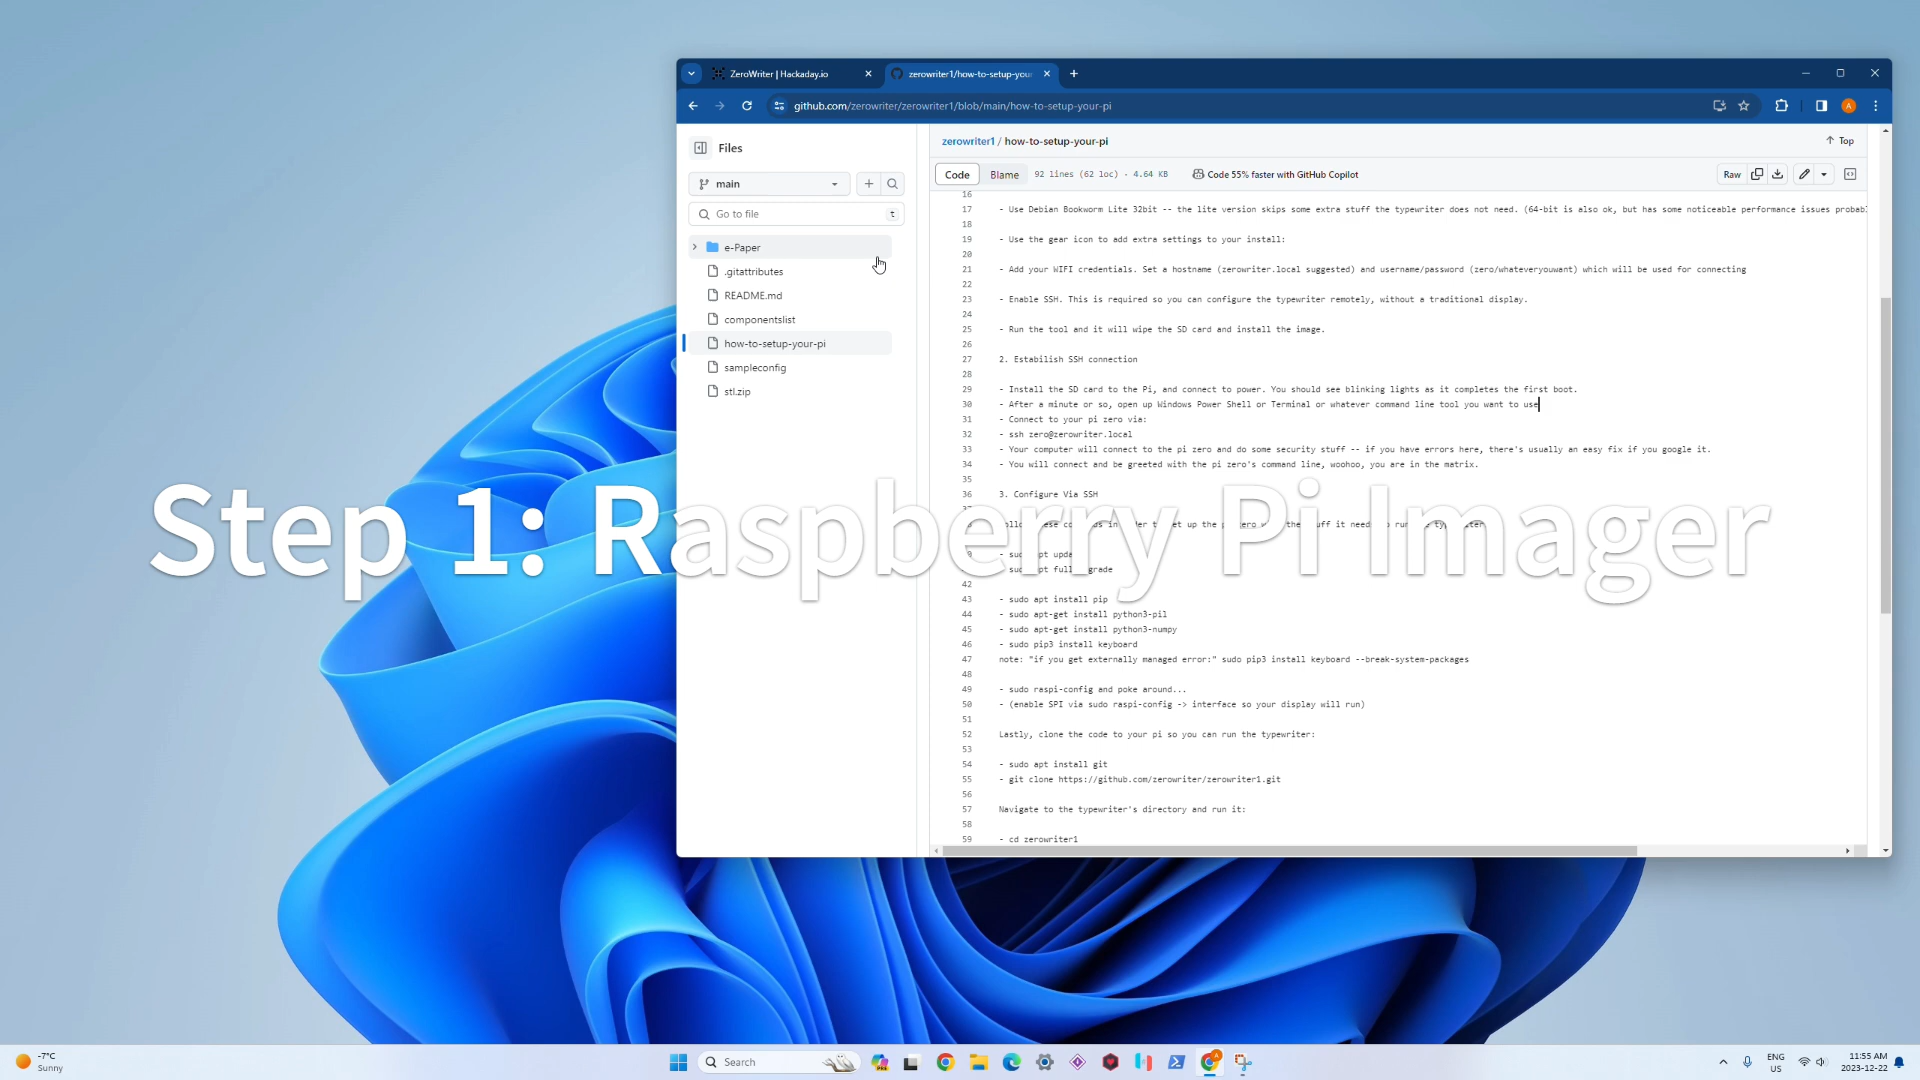 ZeroWriter | Hackaday.io
zerowriter1/how-to-setup-your
github.com/zerowriter/zerowriter1/blob/main/how-to-setup-your-pi
Files
main
Go to file
t
e-Paper
.gitattributes
README.md
componentslist
how-to-setup-your-pi
sampleconfig
stl.zip
zerowriter1 / how-to-setup-your-pi
Top
Code
Blame
92 lines (62 loc) · 4.64 KB
Code 55% faster with GitHub Copilot
Raw
16
17 - Use Debian Bookworm Lite 32bit -- the lite version skips some extra stuff the typewriter does not need. (64-bit is also ok, but has some noticeable performance issues probabl
18
19 - Use the gear icon to add extra settings to your install:
20
21 - Add your WIFI credentials. Set a hostname (zerowriter.local suggested) and username/password (zero/whateveryouwant) which will be used for connecting
22
23 - Enable SSH. This is required so you can configure the typewriter remotely, without a traditional display.
24
25 - Run the tool and it will wipe the SD card and install the image.
26
27 2. Estabilish SSH connection
28
29 - Install the SD card to the Pi, and connect to power. You should see blinking lights as it completes the first boot.
30 - After a minute or so, open up Windows Power Shell or Terminal or whatever command line tool you want to use
31 - Connect to your pi zero via:
32 - ssh zero@zerowriter.local
33 - Your computer will connect to the pi zero and do some security stuff -- if you have errors here, there's usually an easy fix if you google it.
34 - You will connect and be greeted with the pi zero's command line, woohoo, you are in the matrix.
35
36 3. Configure Via SSH
Step 1: Raspberry Pi Imager
42
43 - sudo apt install pip
44 - sudo apt-get install python3-pil
45 - sudo apt-get install python3-numpy
46 - sudo pip3 install keyboard
47 note: "if you get externally managed error:" sudo pip3 install keyboard --break-system-packages
48
49 - sudo raspi-config and poke around...
50 - (enable SPI via sudo raspi-config -> interface so your display will run)
51
52 Lastly, clone the code to your pi so you can run the typewriter:
53
54 - sudo apt install git
55 - git clone https://github.com/zerowriter/zerowriter1.git
56
57 Navigate to the typewriter's directory and run it:
58
59 - cd zerowriter1
-7°C
Sunny
Search
ENG
US
11:55 AM
2023-12-22